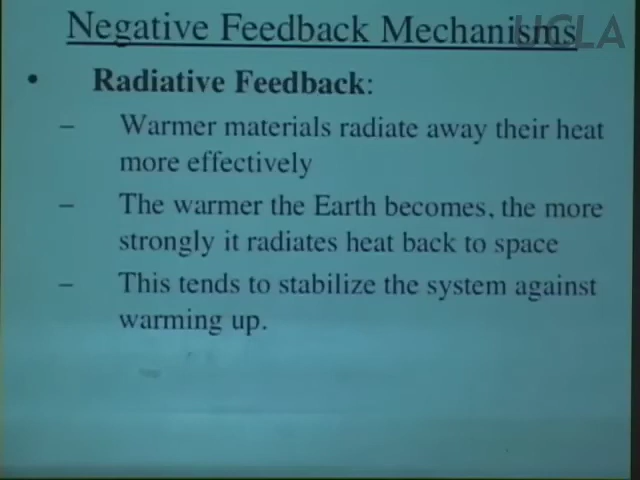 Negative Feedback Mechanisms
UCLA
• Radiative Feedback:
– Warmer materials radiate away their heat
more effectively
– The warmer the Earth becomes, the more
strongly it radiates heat back to space
– This tends to stabilize the system against
warming up.